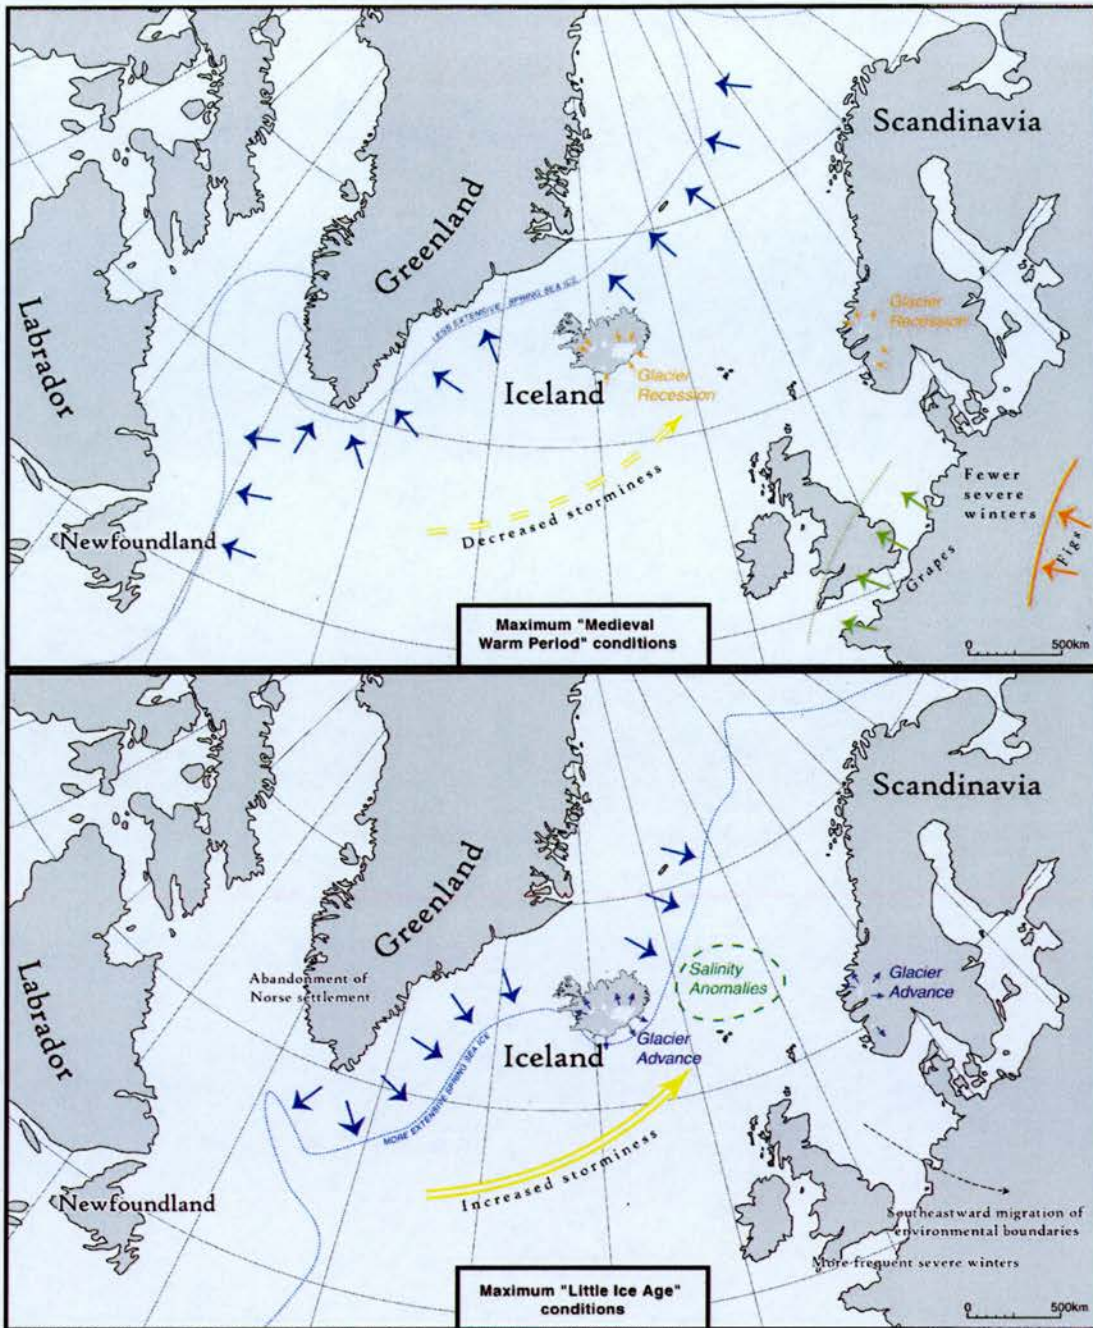 Scandinavia
Greenland
Labrador
LESS EXTENSIVE SPRING SEA ICE
Glacier
Recession
Iceland
Glacier
Recession
Decreased storminess
Fewer
severe
winters
Newfoundland
Grapes
Figs
Maximum "Medieval
Warm Period" conditions
0 500km
Scandinavia
Greenland
Labrador
Abandonment of
Norse settlement
Salinity
Anomalies
Glacier
Advance
Iceland
Glacier
Advance
MORE EXTENSIVE SPRING SEA ICE
Increased storminess
Newfoundland
Southeastward migration of
environmental boundaries
More frequent severe winters
Maximum "Little Ice Age"
conditions
0 500km